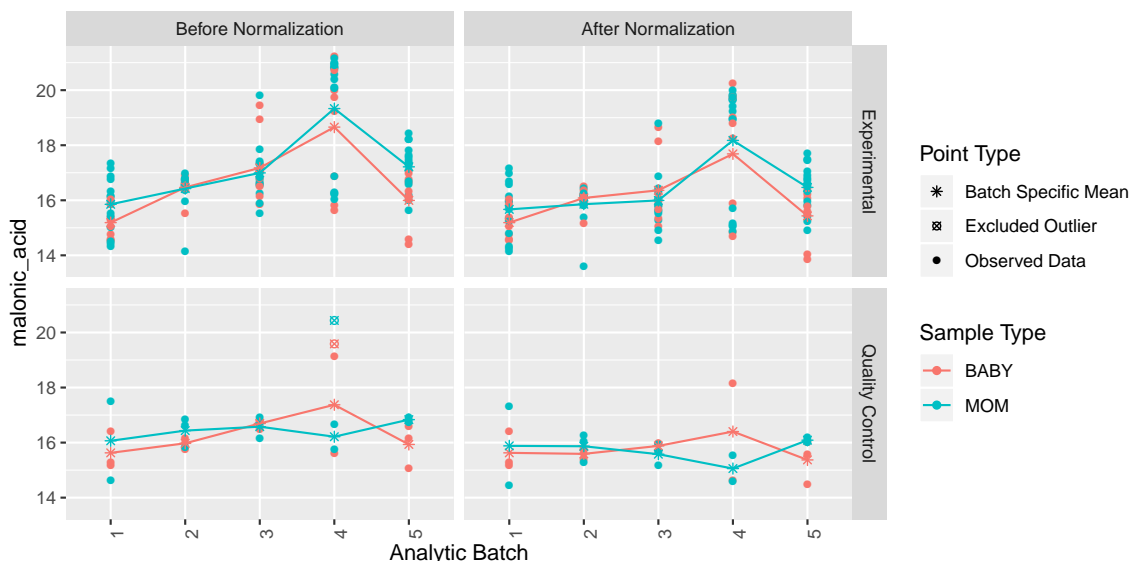 Before Normalization
After Normalization
malonic_acid
20
18
16
14
Experimental
20
18
16
14
Quality Control
1
2
3
4
5
1
2
3
4
5
Analytic Batch
Point Type
Batch Specific Mean
Excluded Outlier
Observed Data
Sample Type
BABY
MOM